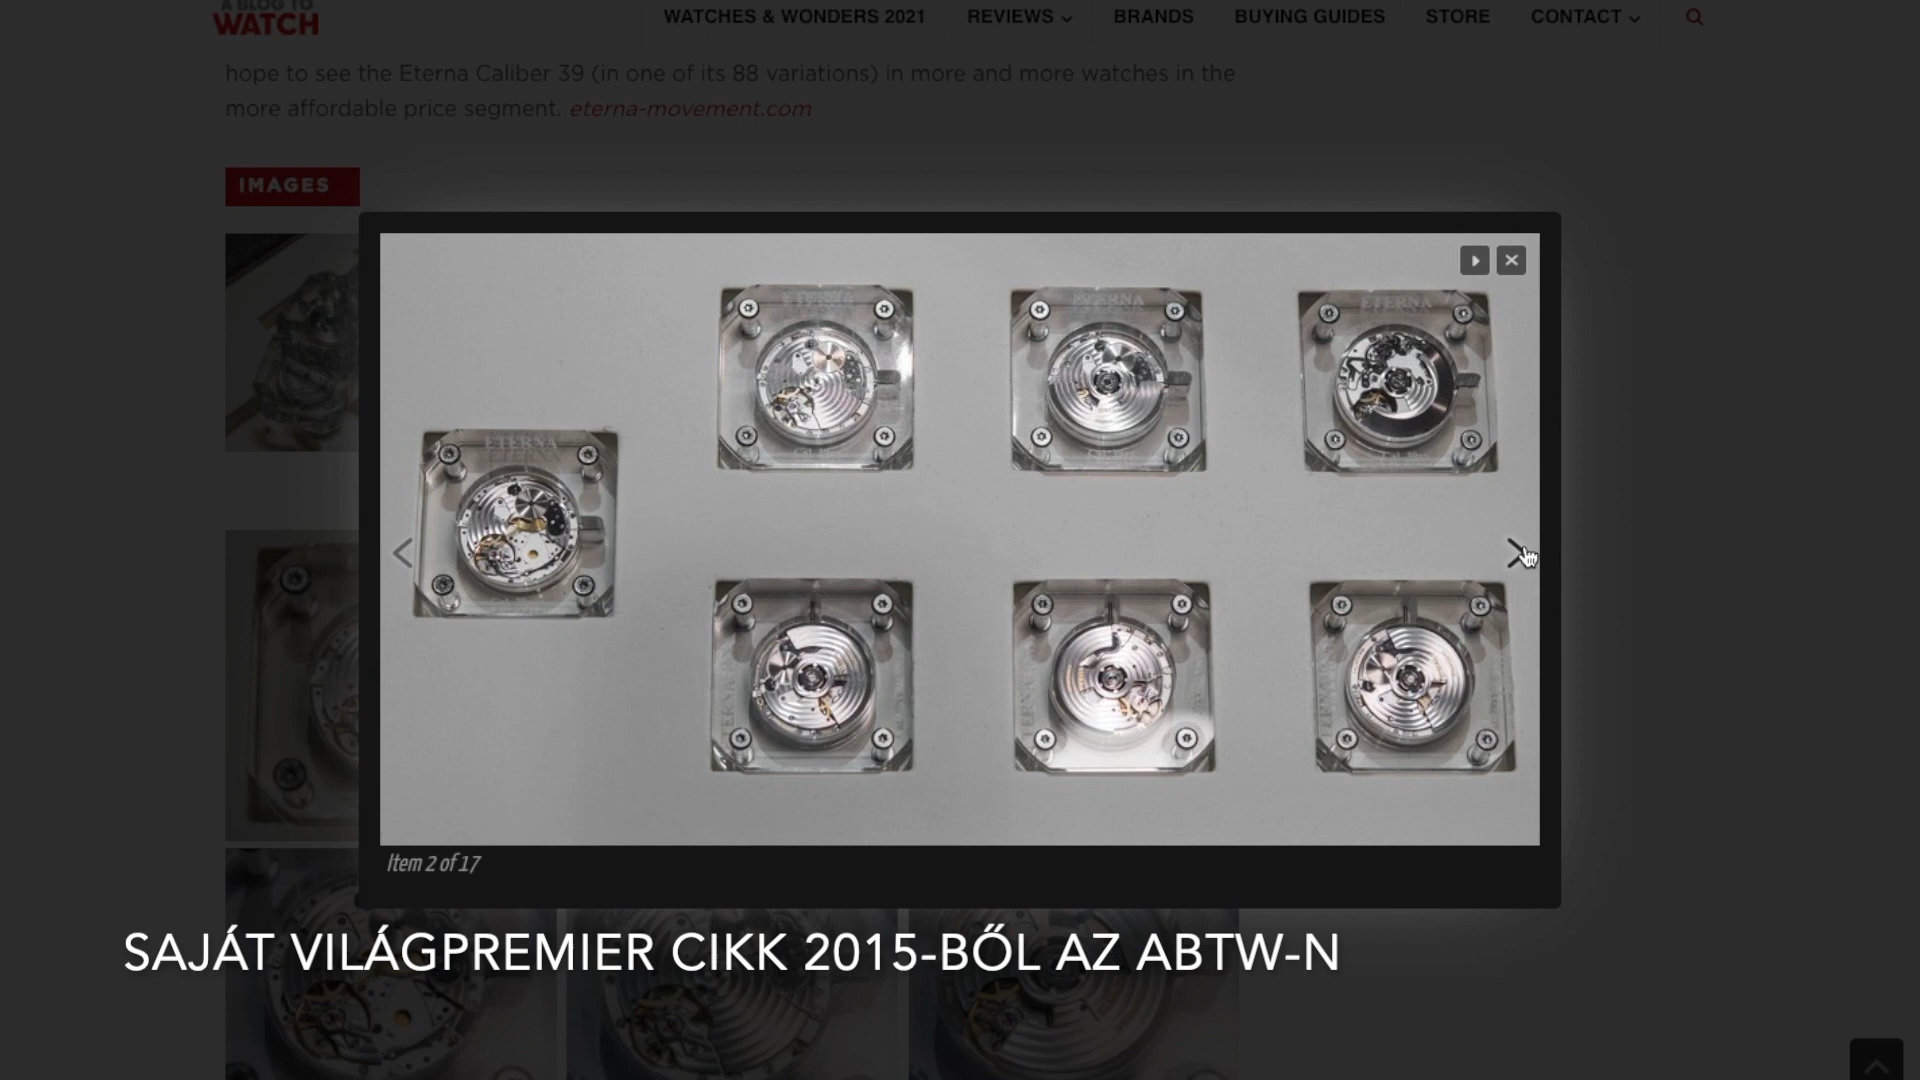 A BLOG TO
WATCH
WATCHES & WONDERS 2021
REVIEWS
BRANDS
BUYING GUIDES
STORE
CONTACT
hope to see the Eterna Caliber 39 (in one of its 88 variations) in more and more watches in the
more affordable price segment. eterna-movement.com
IMAGES
ETERNA
ETERNA
ETERNA
ETERNA
ETERNA
Item 2 of 17
SAJÁT VILÁGPREMIER CIKK 2015-BŐL AZ ABTW-N